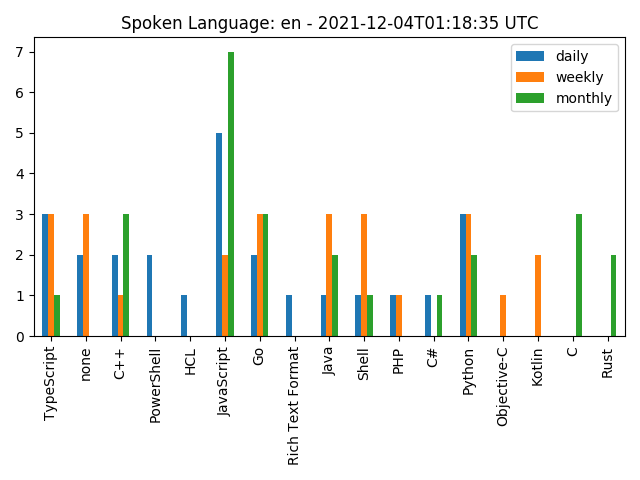 Spoken Language: en - 2021-12-04T01:18:35 UTC
daily
weekly
monthly
7
6
5
4
3
2
1
0
TypeScript
none
C++
PowerShell
HCL
JavaScript
Go
Rich Text Format
Java
Shell
PHP
C#
Python
Objective-C
Kotlin
C
Rust